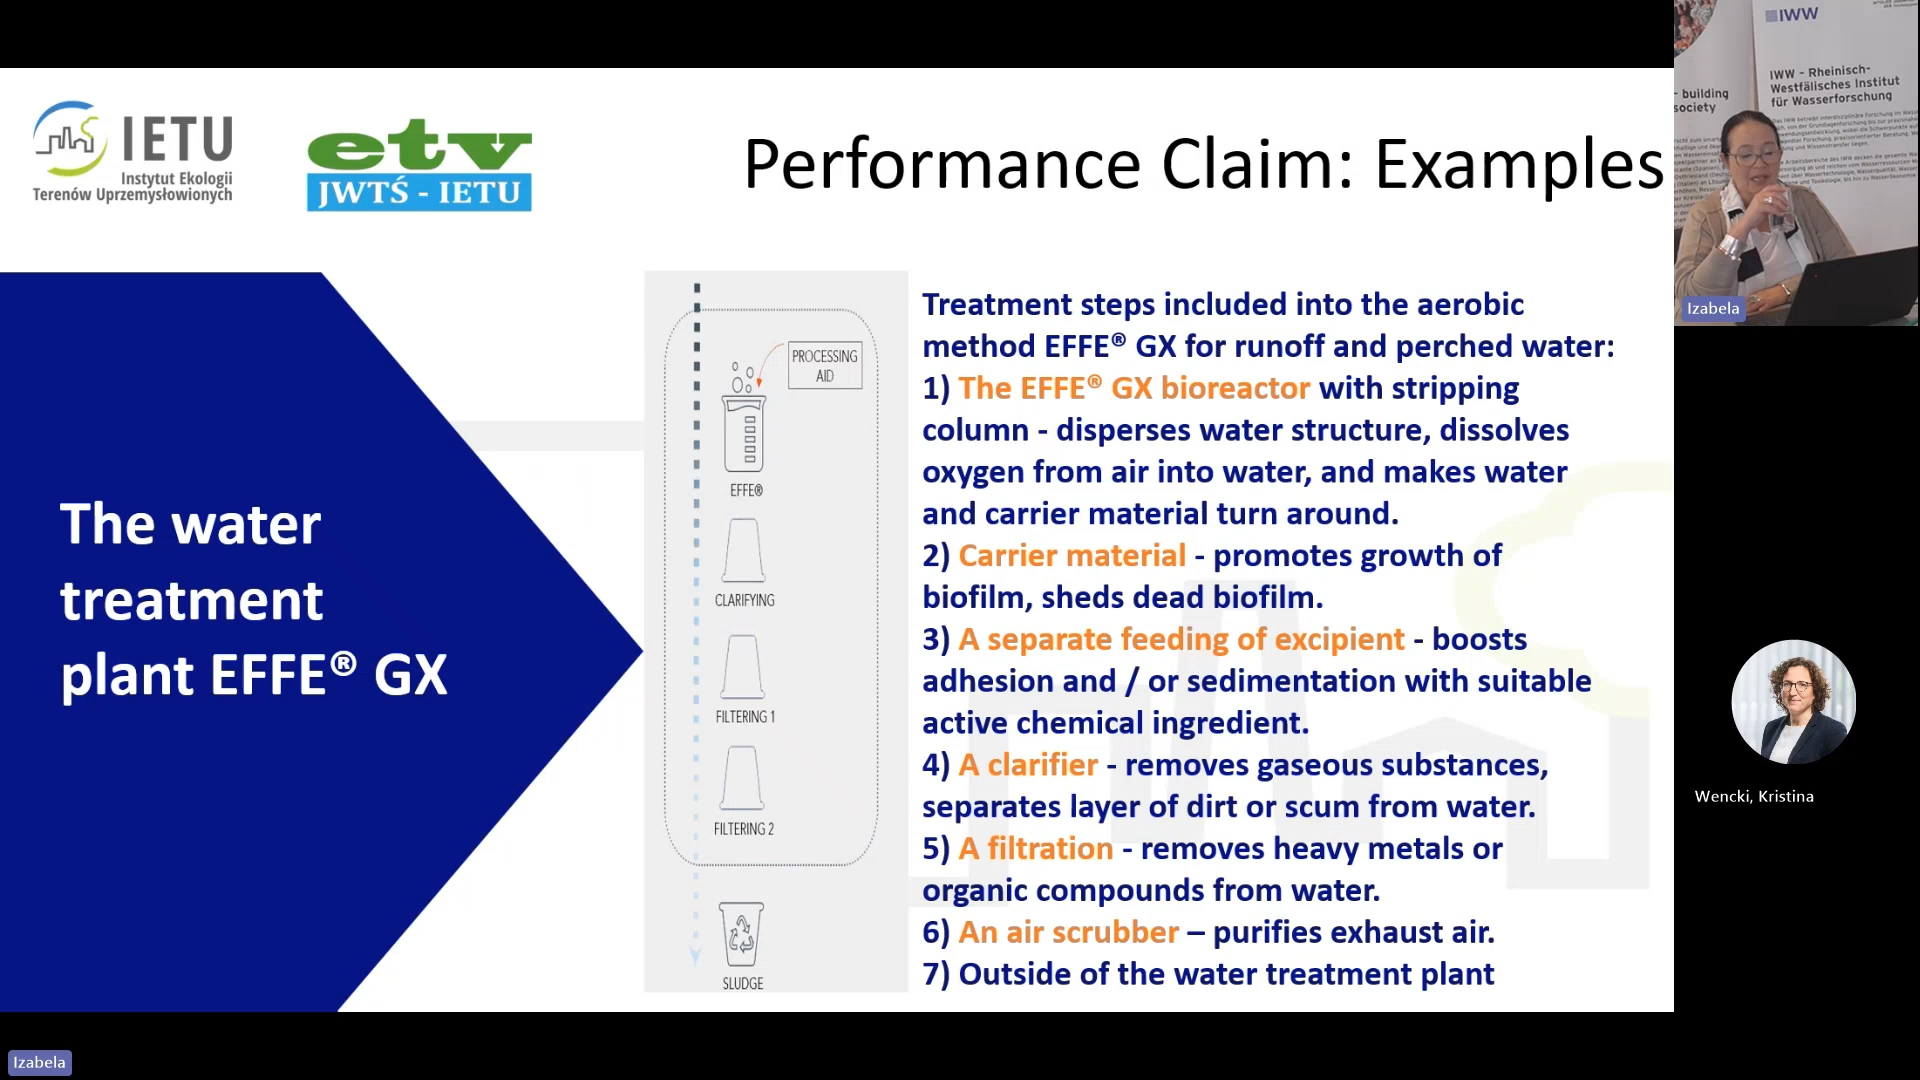 IETU
Instytut Ekologii
Terenów Uprzemysłowionych
etv
JWTŚ - IETU
Performance Claim: Examples
The water
treatment
plant EFFE® GX
PROCESSING
AID
EFFE®
CLARIFYING
FILTERING 1
FILTERING 2
SLUDGE
Treatment steps included into the aerobic
method EFFE® GX for runoff and perched water:
1) The EFFE® GX bioreactor with stripping
column - disperses water structure, dissolves
oxygen from air into water, and makes water
and carrier material turn around.
2) Carrier material - promotes growth of
biofilm, sheds dead biofilm.
3) A separate feeding of excipient - boosts
adhesion and / or sedimentation with suitable
active chemical ingredient.
4) A clarifier - removes gaseous substances,
separates layer of dirt or scum from water.
5) A filtration - removes heavy metals or
organic compounds from water.
6) An air scrubber – purifies exhaust air.
7) Outside of the water treatment plant
IWW
IWW - Rheinisch-
Westfälisches Institut
für Wasserforschung
- building
society
Izabela
Wencki, Kristina
Izabela